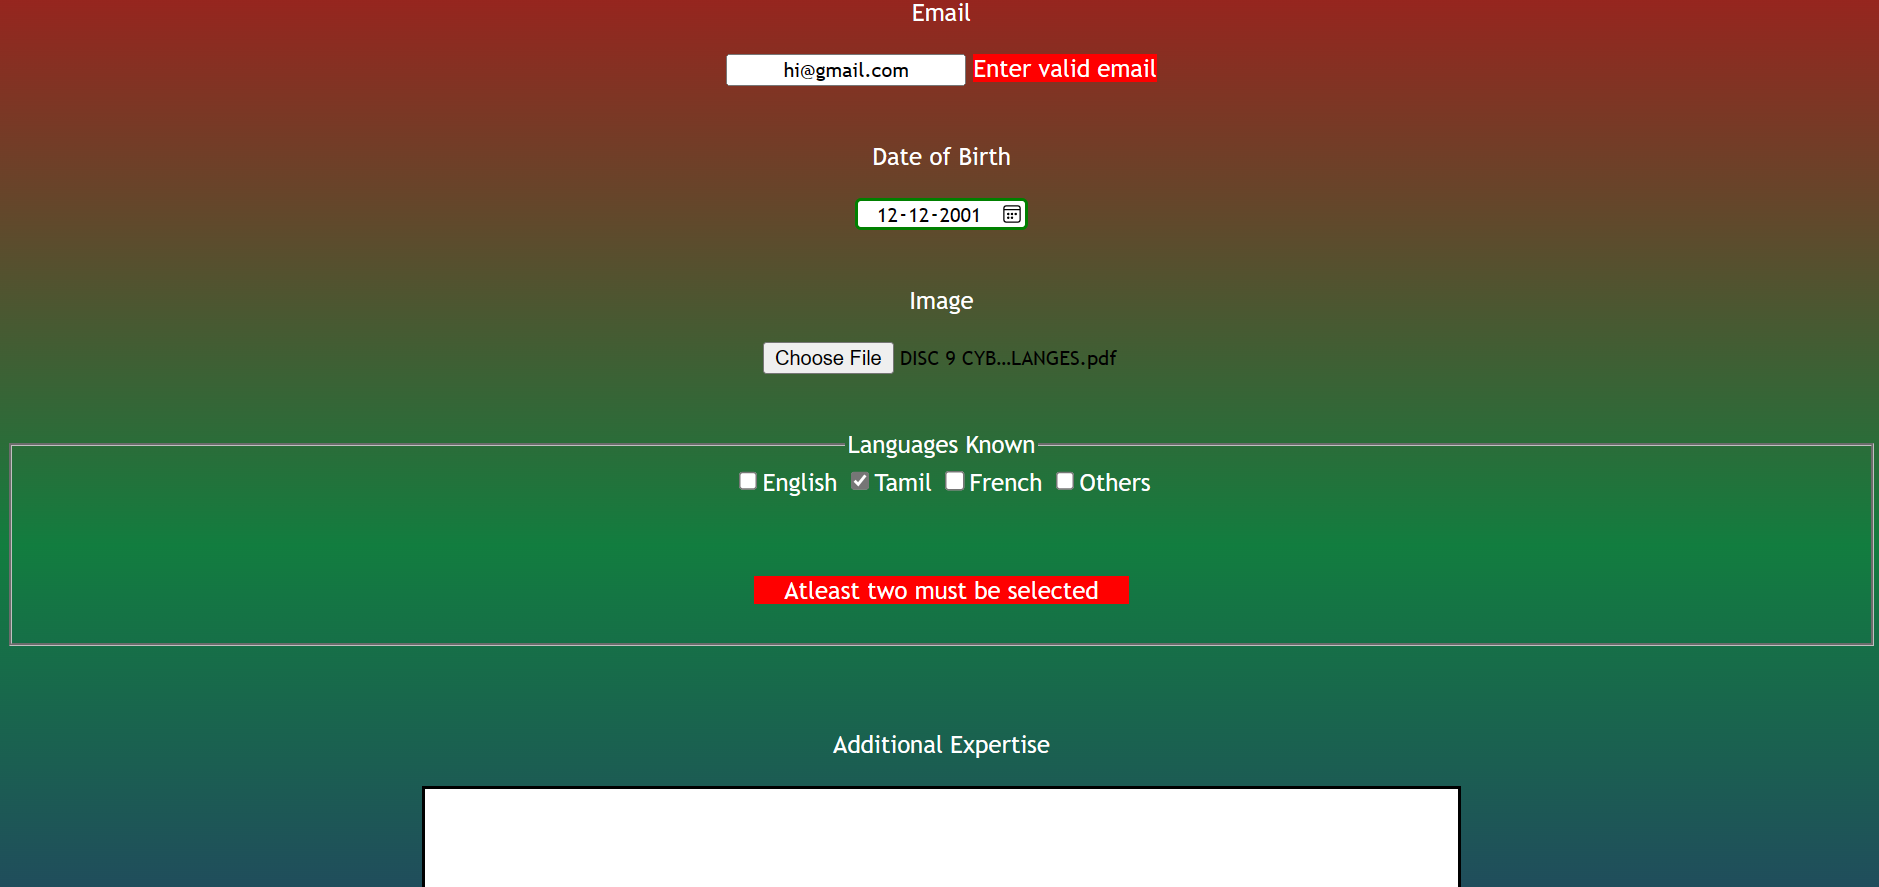 Email
hi@gmail.com Enter valid email
Date of Birth
12-12-2001
Image
Choose File DISC 9 CYB...LANGES.pdf
Languages Known
English Tamil French Others
Atleast two must be selected
Additional Expertise